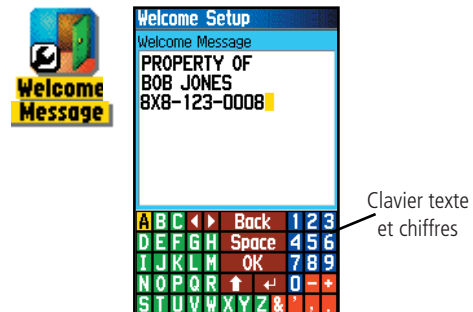 Welcome
Message
Welcome Setup
Welcome Message
PROPERTY OF
BOB JONES
8X8-123-0008
A B C Back 1 2 3
D E F G H Space 4 5 6
I J K L M OK 7 8 9
N O P Q R 0 - +
S T U V W X Y Z & ' , .
Clavier texte
et chiffres